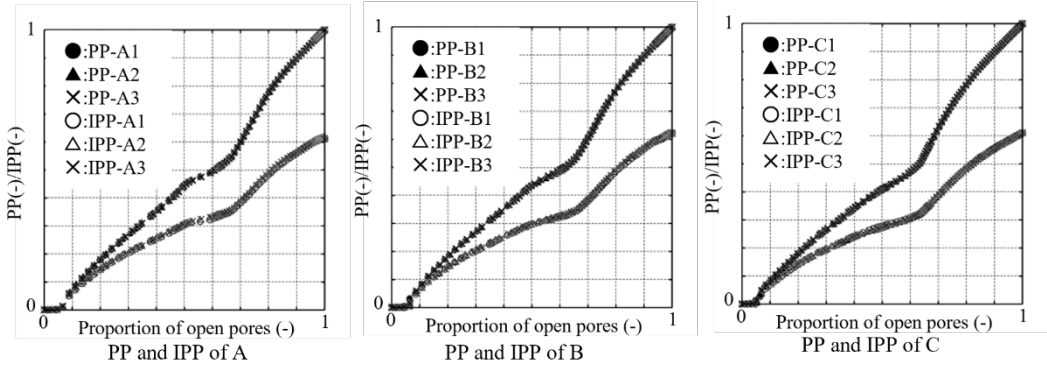 1
●:PP-A1
▲:PP-A2
×:PP-A3
○:IPP-A1
△:IPP-A2
×:IPP-A3
PP(-)/IPP(-)
0
0
1
Proportion of open pores (-)
PP and IPP of A
1
●:PP-B1
▲:PP-B2
×:PP-B3
○:IPP-B1
△:IPP-B2
×:IPP-B3
PP(-)/IPP(-)
0
0
1
Proportion of open pores (-)
PP and IPP of B
1
●:PP-C1
▲:PP-C2
×:PP-C3
○:IPP-C1
△:IPP-C2
×:IPP-C3
PP(-)/IPP(-)
0
0
1
Proportion of open pores (-)
PP and IPP of C